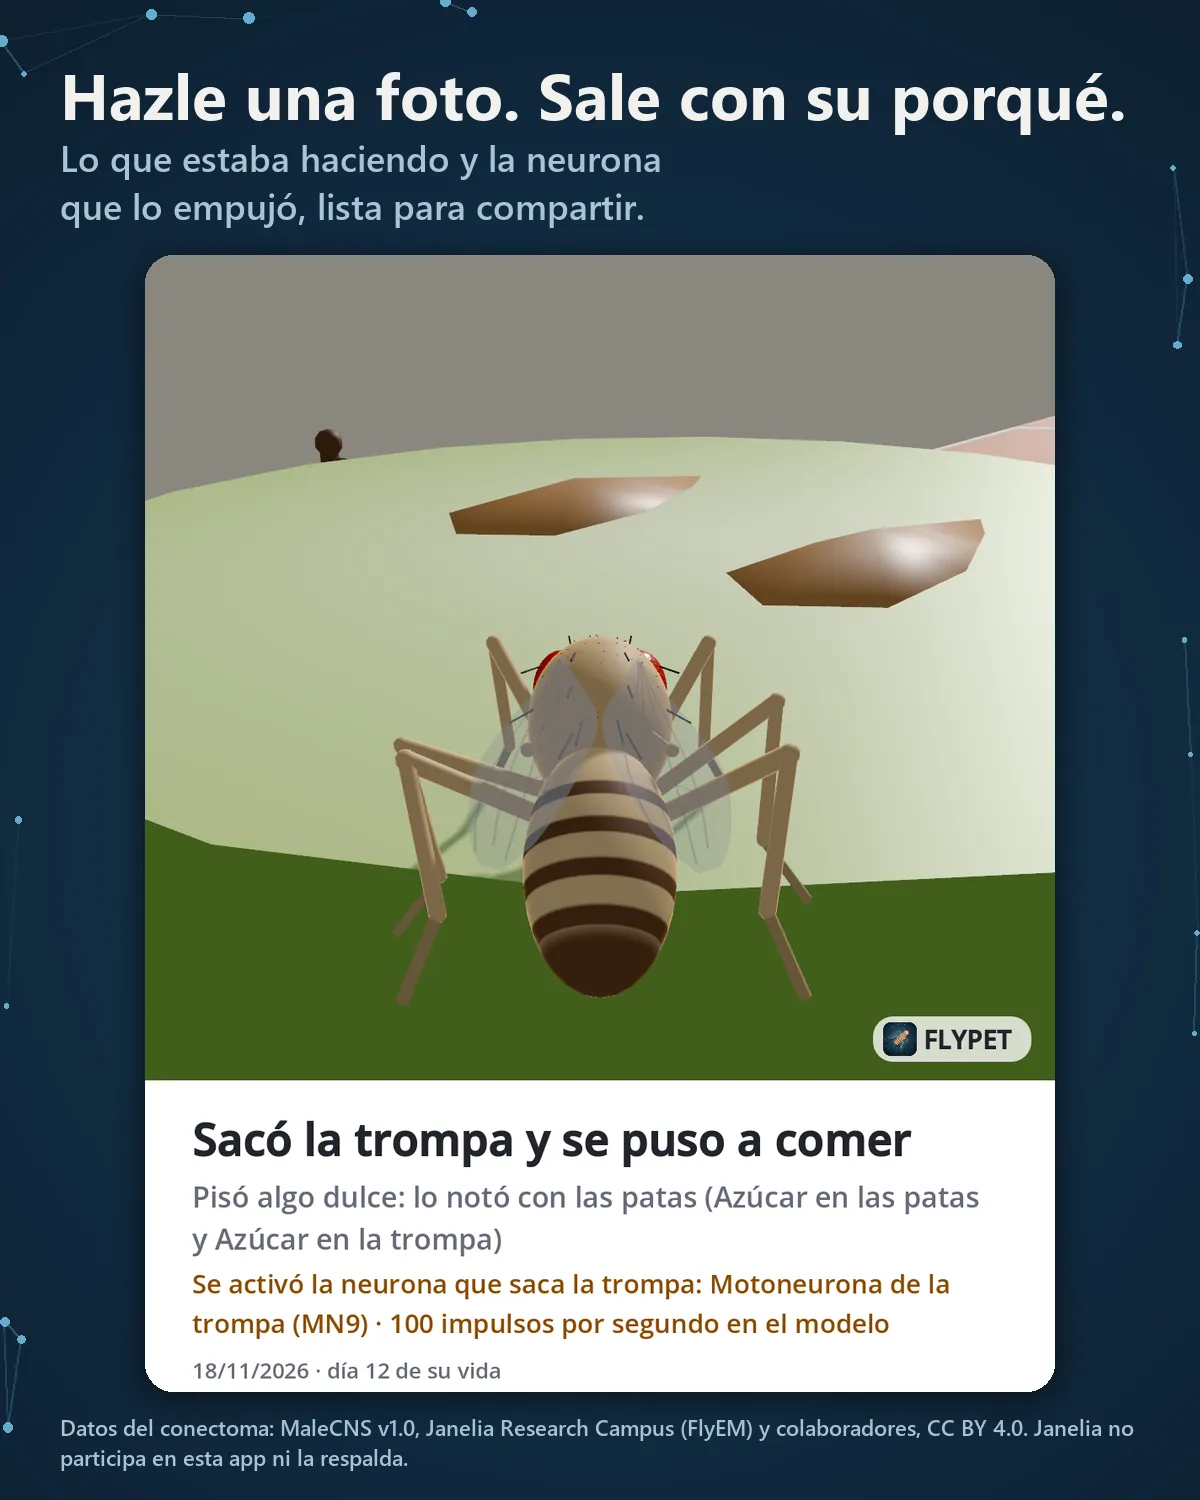 Hazle una foto. Sale con su porqué.
Lo que estaba haciendo y la neurona
que lo empujó, lista para compartir.
FLYPET
Sacó la trompa y se puso a comer
Pisó algo dulce: lo notó con las patas (Azúcar en las patas
y Azúcar en la trompa)
Se activó la neurona que saca la trompa: Motoneurona de la
trompa (MN9) · 100 impulsos por segundo en el modelo
18/11/2026 · día 12 de su vida
Datos del conectoma: MaleCNS v1.0, Janelia Research Campus (FlyEM) y colaboradores, CC BY 4.0. Janelia no
participa en esta app ni la respalda.